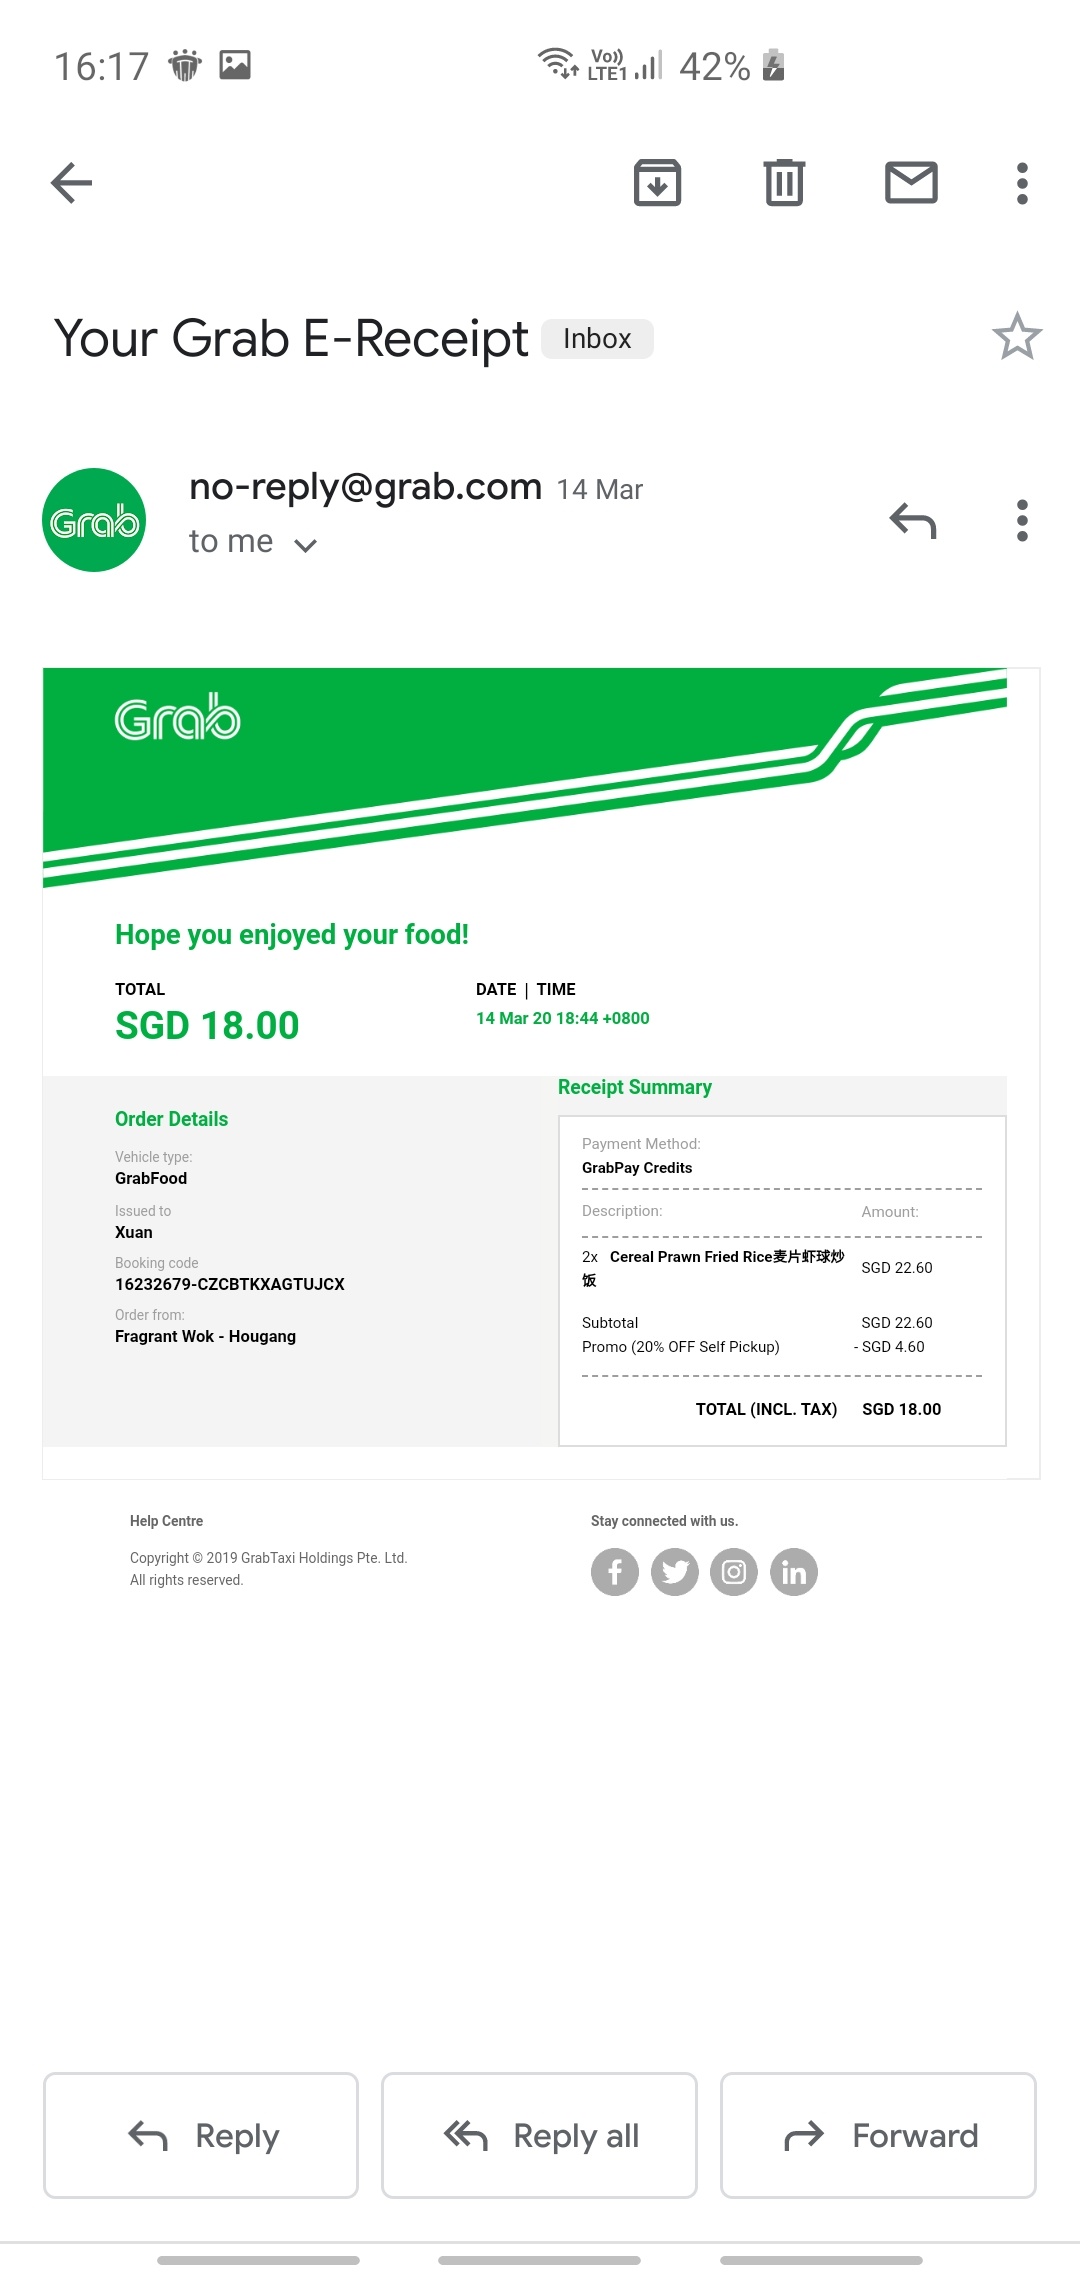 16:17 Vo)) LTE1 42%
Your Grab E-Receipt Inbox
no-reply@grab.com 14 Mar
Grab
to me
Grab
Hope you enjoyed your food!
TOTAL DATE | TIME
SGD 18.00 14 Mar 20 18:44 +0800
Order Details
Vehicle type:
GrabFood
Issued to
Xuan
Booking code
16232679-CZCBTKXAGTUJCX
Order from:
Fragrant Wok - Hougang
Receipt Summary
Payment Method:
GrabPay Credits
Description: Amount:
2x Cereal Prawn Fried Rice麦片虾球炒 SGD 22.60
饭
Subtotal SGD 22.60
Promo (20% OFF Self Pickup) - SGD 4.60
TOTAL (INCL. TAX) SGD 18.00
Help Centre
Copyright © 2019 GrabTaxi Holdings Pte. Ltd.
All rights reserved.
Stay connected with us.
f in
Reply Reply all Forward